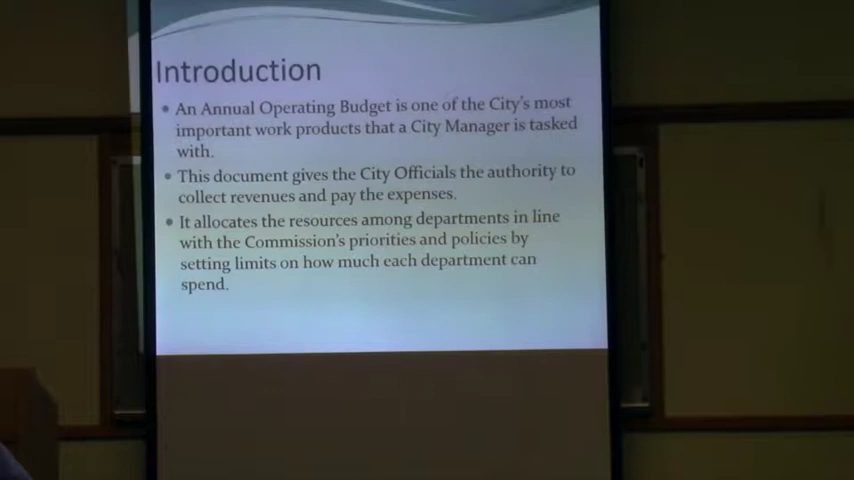 Introduction
• An Annual Operating Budget is one of the City's most
important work products that a City Manager is tasked
with.
• This document gives the City Officials the authority to
collect revenues and pay the expenses.
• It allocates the resources among departments in line
with the Commission's priorities and policies by
setting limits on how much each department can
spend.